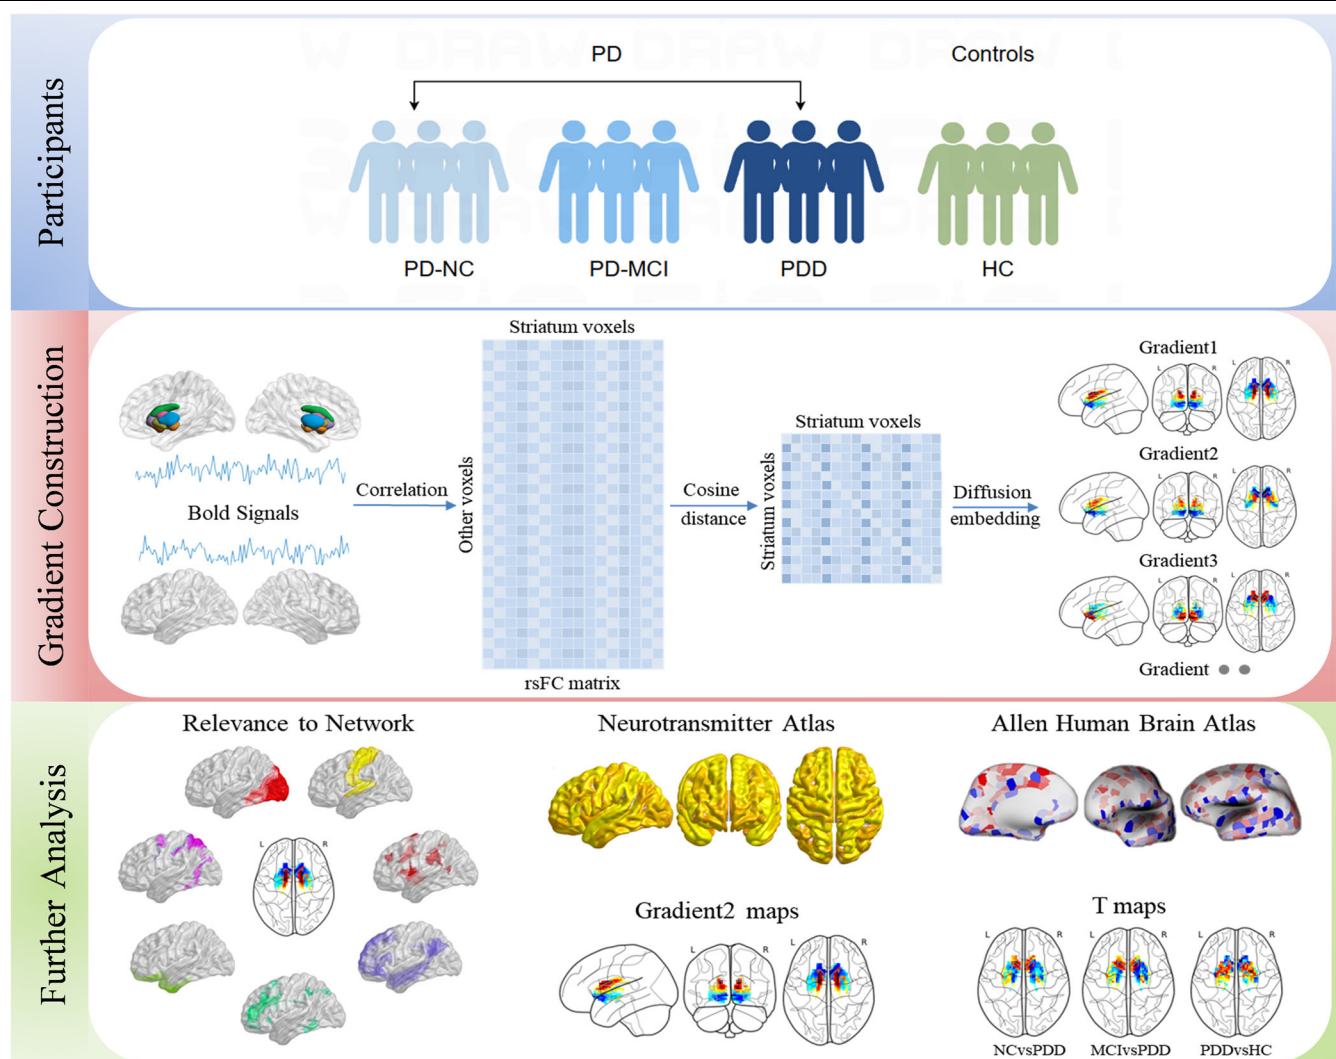 Participants
PD
Controls
PD-NC
PD-MCI
PDD
HC
Gradient Construction
Bold Signals
Correlation
Striatum voxels
Other voxels
rsFC matrix
Cosine
distance
Striatum voxels
Striatum voxels
Diffusion
embedding
Gradient1
L R
Gradient2
L R
Gradient3
L R
Gradient
Further Analysis
Relevance to Network
L R
Neurotransmitter Atlas
Gradient2 maps
L R
Allen Human Brain Atlas
T maps
L R
NCvsPDD
MCIvsPDD
PDDvsHC